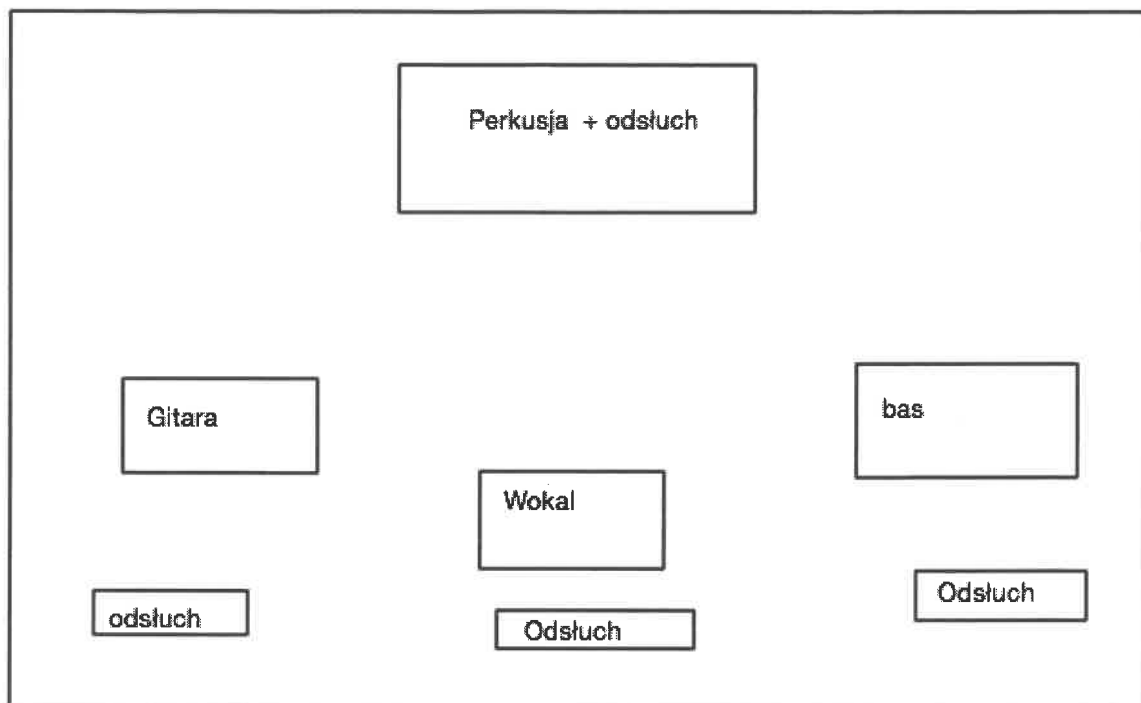 Perkusja + odsłuch
Gitara
bas
Wokal
odsłuch
Odsłuch
Odsłuch